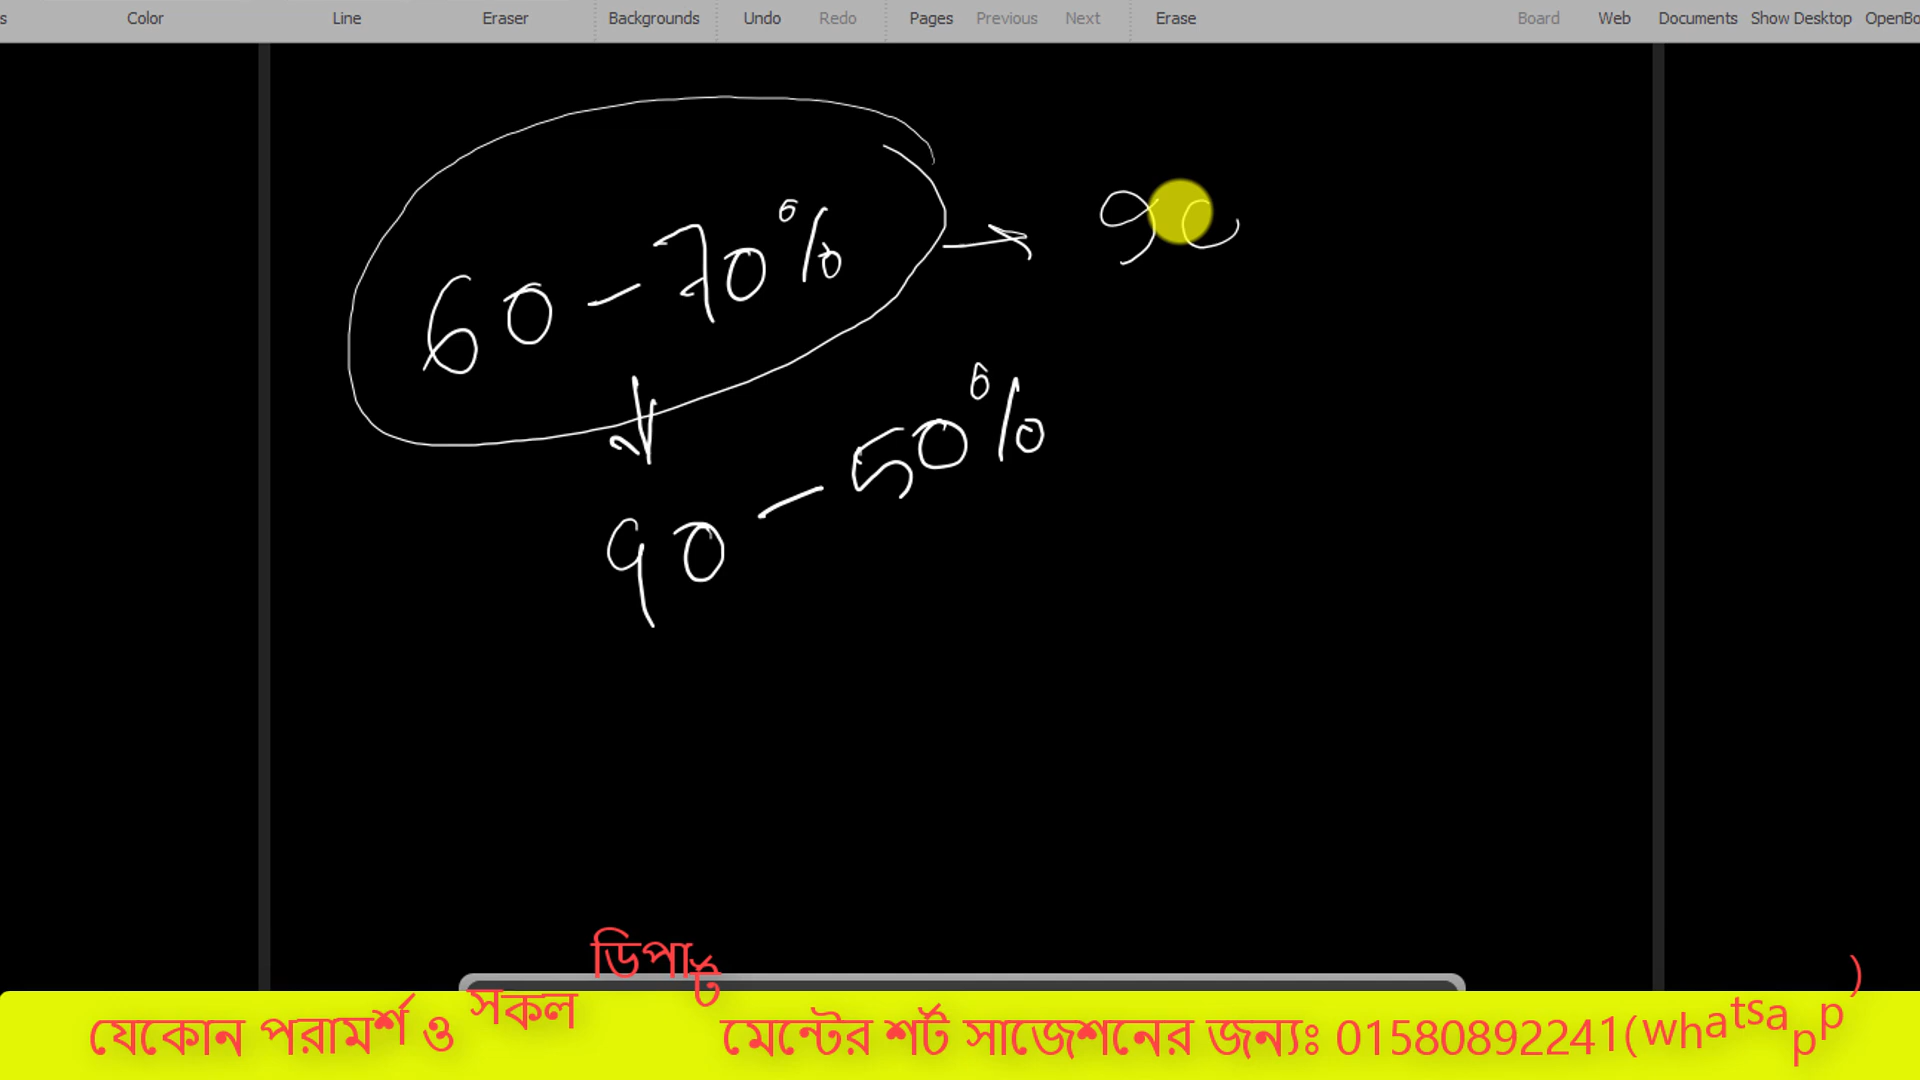 Color Line Eraser Backgrounds Undo Redo Pages Previous Next Erase Board Web Documents Show Desktop OpenBo
60-70%
90-50%
যেকোন পরামর্শ ও সকল ডিপার্টমেন্টের শর্ট সাজেশনের জন্যঃ 01580892241(whatsapp)